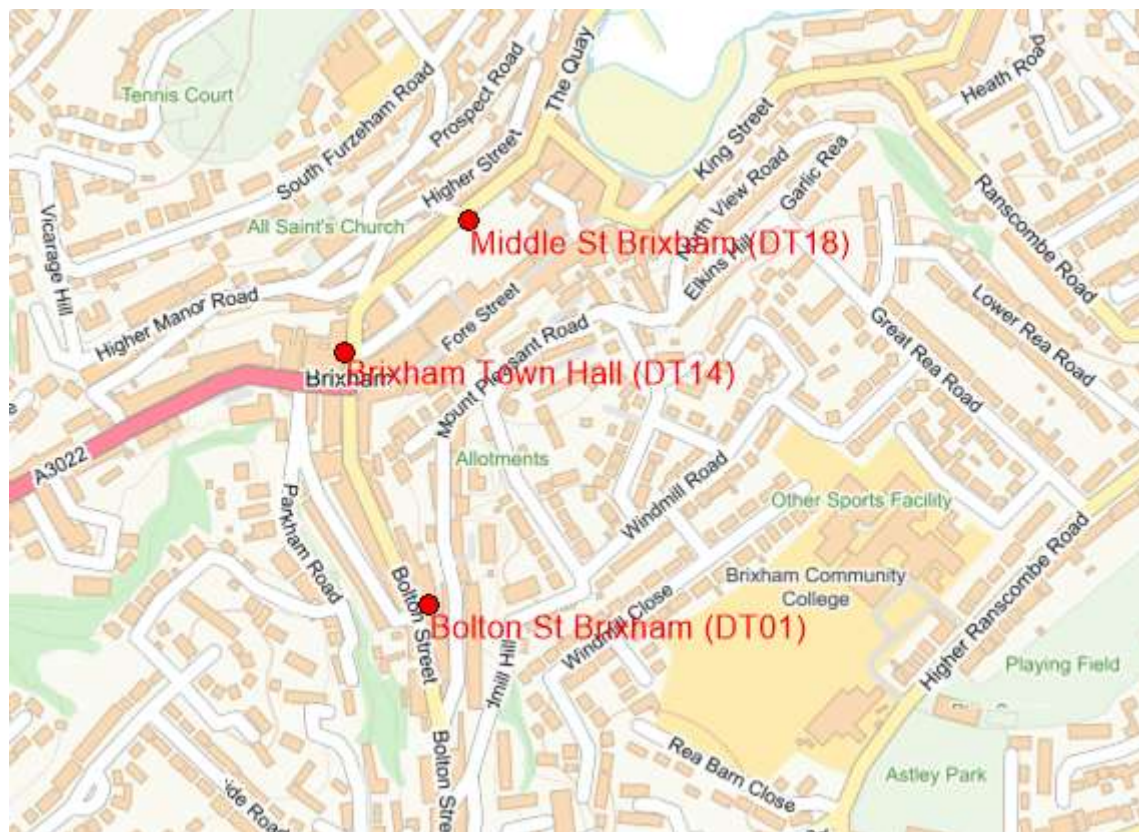 Tennis Court
South Furzeham Road
Prospect Road
The Quay
Higher Street
Heath Roa
King Street
Ranscombe Road
North View Road
Garlic Rea
Vicarage Hill
All Saint's Church
Middle St Brixham (DT18)
Elkins Hill
Higher Manor Road
Fore Street
Lower Rea Road
Great Rea Road
Mount Pleasant Road
Brixham
Brixham Town Hall (DT14)
A3022
Allotments
Parkham Road
Windmill Road
Other Sports Facility
Brixham Community
College
Higher Ranscombe Road
Bolton Street
Bolton St Brixham (DT01)
Windmill Close
Playing Field
Rea Barn Close
Astley Park
Bolton Stre
ide Road